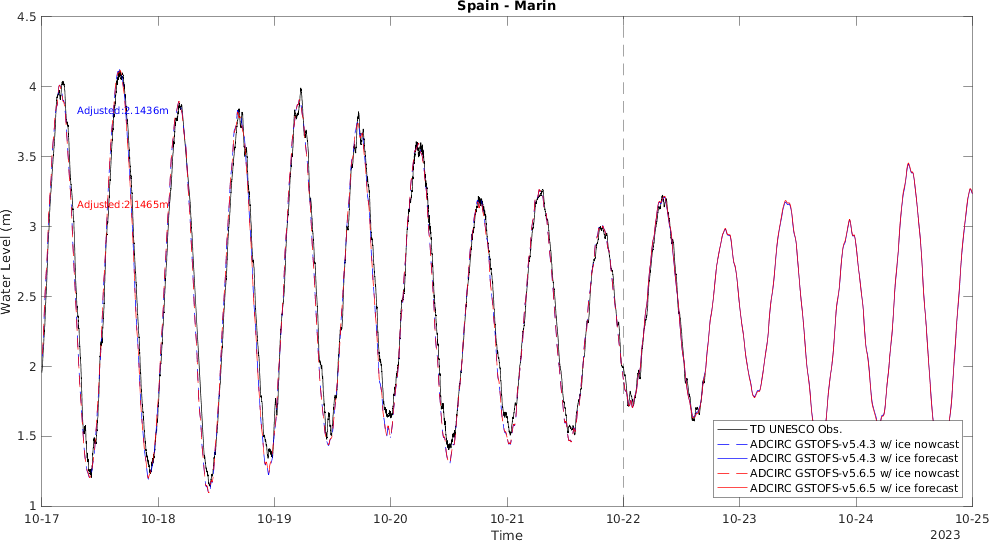 Spain - Marin
4.5
4
3.5
3
2.5
2
1.5
1
Water Level (m)
Adjusted:2.1436m
Adjusted:2.1465m
TD UNESCO Obs.
ADCIRC GSTOFS-v5.4.3 w/ ice nowcast
ADCIRC GSTOFS-v5.4.3 w/ ice forecast
ADCIRC GSTOFS-v5.6.5 w/ ice nowcast
ADCIRC GSTOFS-v5.6.5 w/ ice forecast
10-17 10-18 10-19 10-20 10-21 10-22 10-23 10-24 10-25
Time
2023